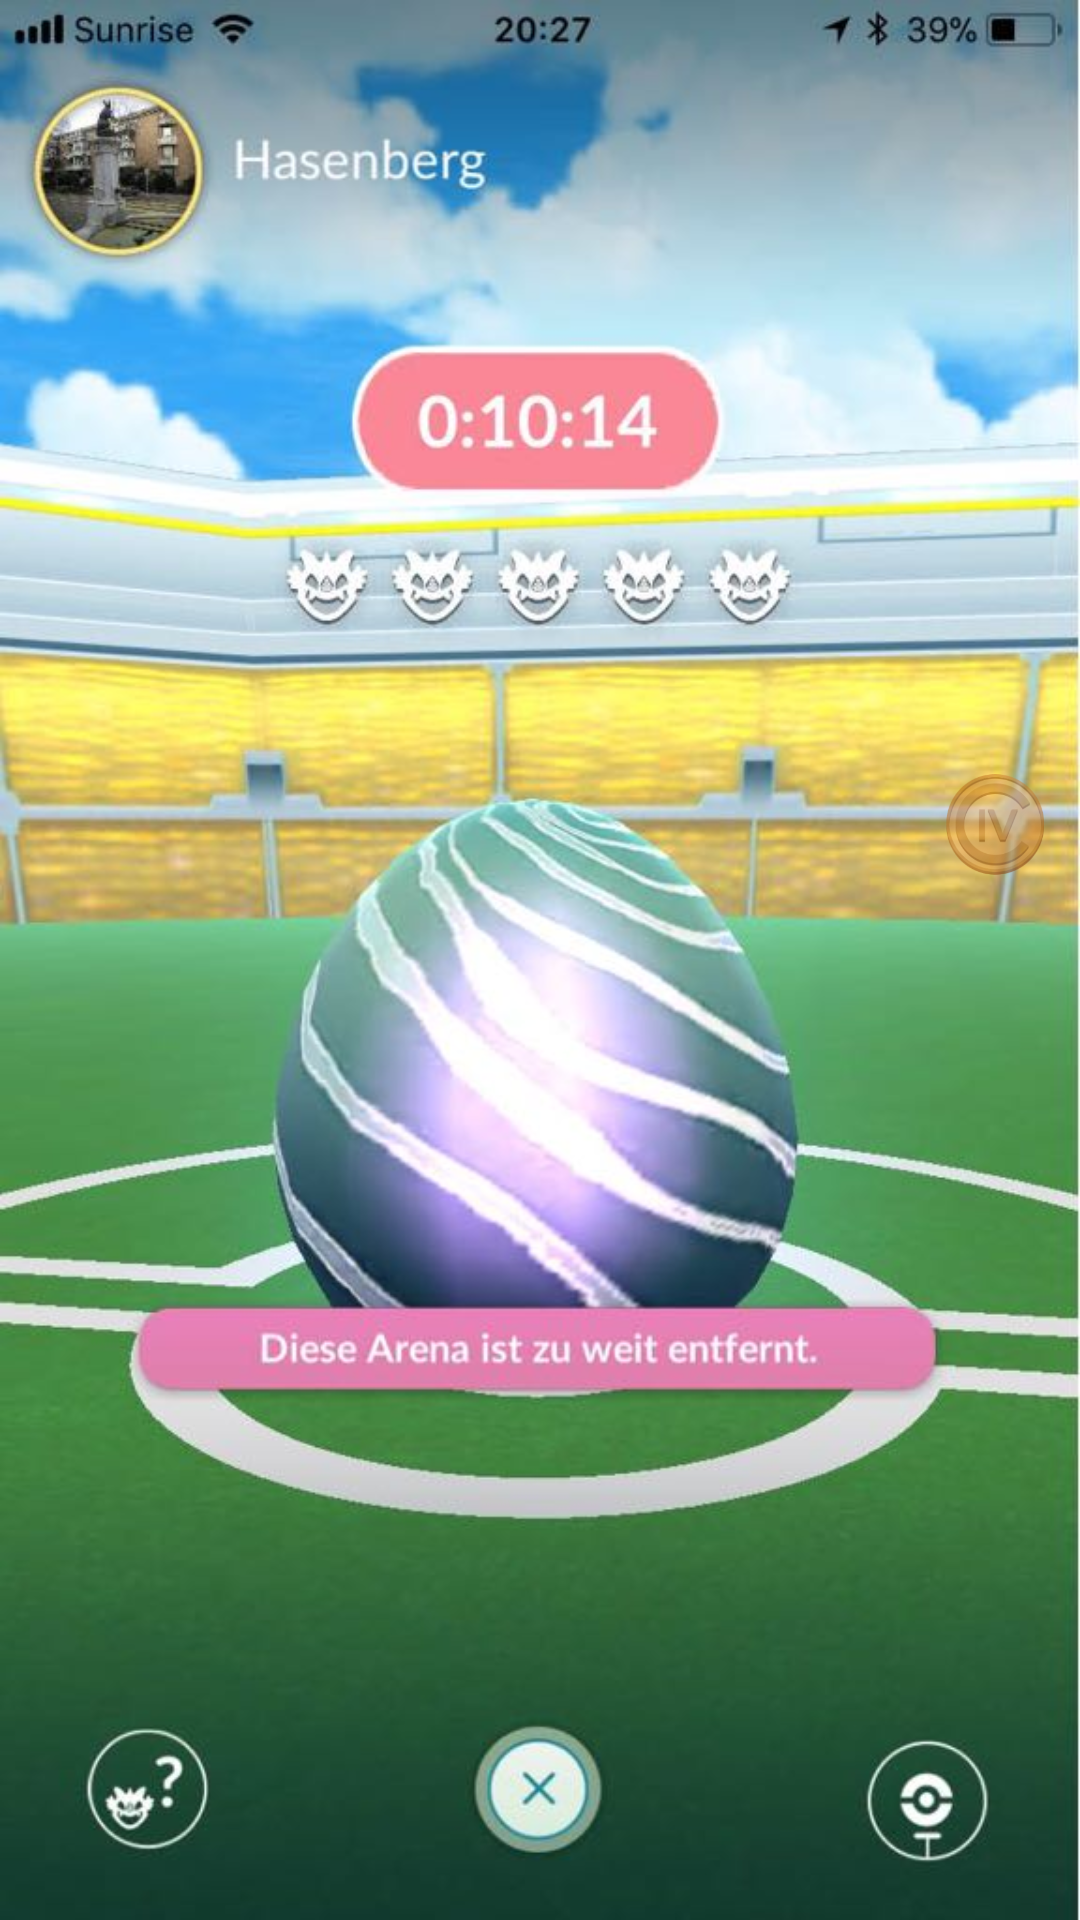 Sunrise 20:27 39%
Hasenberg
0:10:14
IV
Diese Arena ist zu weit entfernt.
?